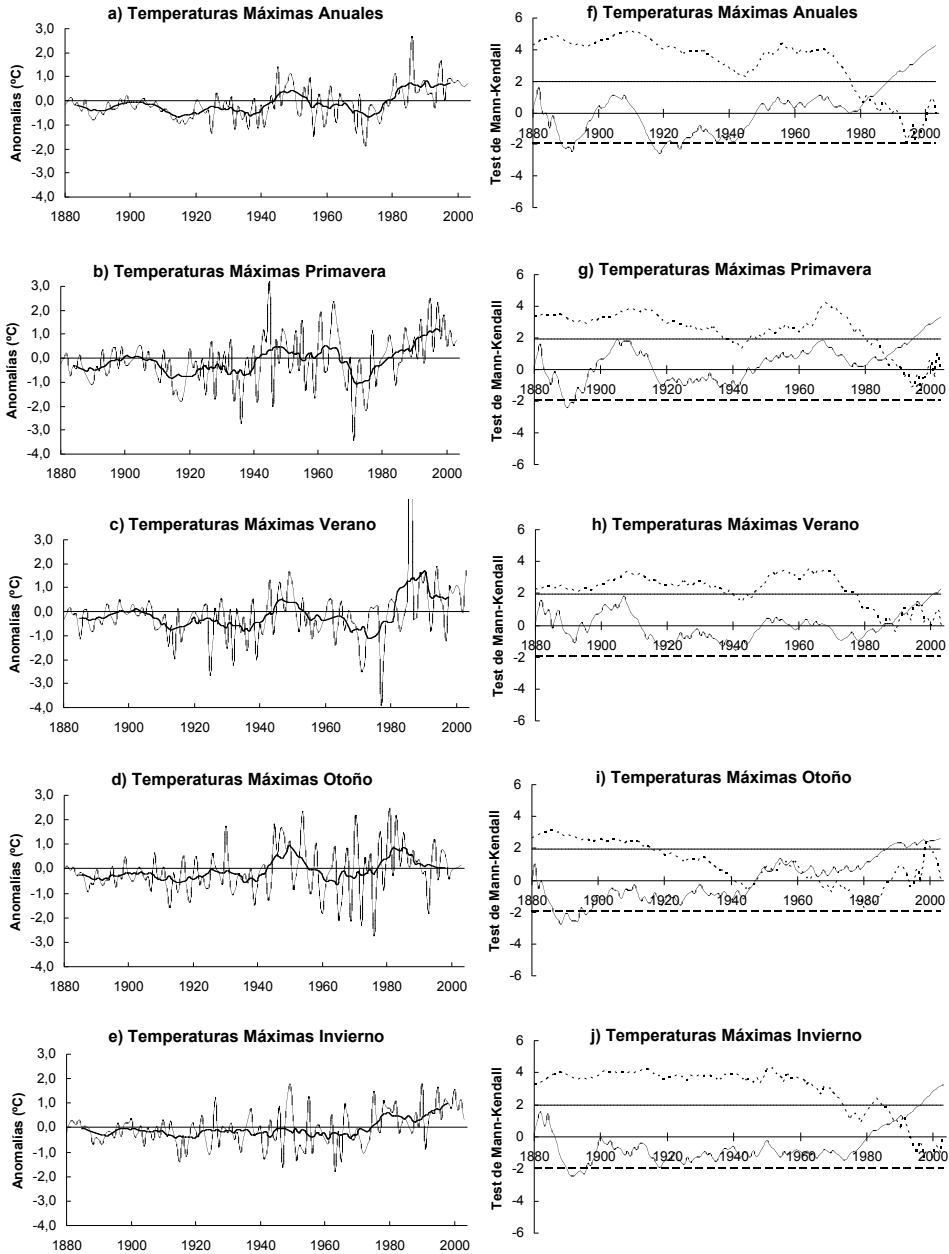 a) Temperaturas Máximas Anuales
Anomalías (ºC)
3,0
2,0
1,0
0,0
-1,0
-2,0
-3,0
-4,0
1880 1900 1920 1940 1960 1980 2000
f) Temperaturas Máximas Anuales
Test de Mann-Kendall
6
4
2
0
-2
-4
-6
1880 1900 1920 1940 1960 1980 2000
b) Temperaturas Máximas Primavera
Anomalías (ºC)
3,0
2,0
1,0
0,0
-1,0
-2,0
-3,0
-4,0
1880 1900 1920 1940 1960 1980 2000
g) Temperaturas Máximas Primavera
Test de Mann-Kendall
6
4
2
0
-2
-4
-6
1880 1900 1920 1940 1960 1980 2000
c) Temperaturas Máximas Verano
Anomalías (ºC)
3,0
2,0
1,0
0,0
-1,0
-2,0
-3,0
-4,0
1880 1900 1920 1940 1960 1980 2000
h) Temperaturas Máximas Verano
Test de Mann-Kendall
6
4
2
0
-2
-4
-6
1880 1900 1920 1940 1960 1980 2000
d) Temperaturas Máximas Otoño
Anomalías (ºC)
3,0
2,0
1,0
0,0
-1,0
-2,0
-3,0
-4,0
1880 1900 1920 1940 1960 1980 2000
i) Temperaturas Máximas Otoño
Test de Mann-Kendall
6
4
2
0
-2
-4
-6
1880 1900 1920 1940 1960 1980 2000
e) Temperaturas Máximas Invierno
Anomalías (ºC)
3,0
2,0
1,0
0,0
-1,0
-2,0
-3,0
-4,0
1880 1900 1920 1940 1960 1980 2000
j) Temperaturas Máximas Invierno
Test de Mann-Kendall
6
4
2
0
-2
-4
-6
1880 1900 1920 1940 1960 1980 2000